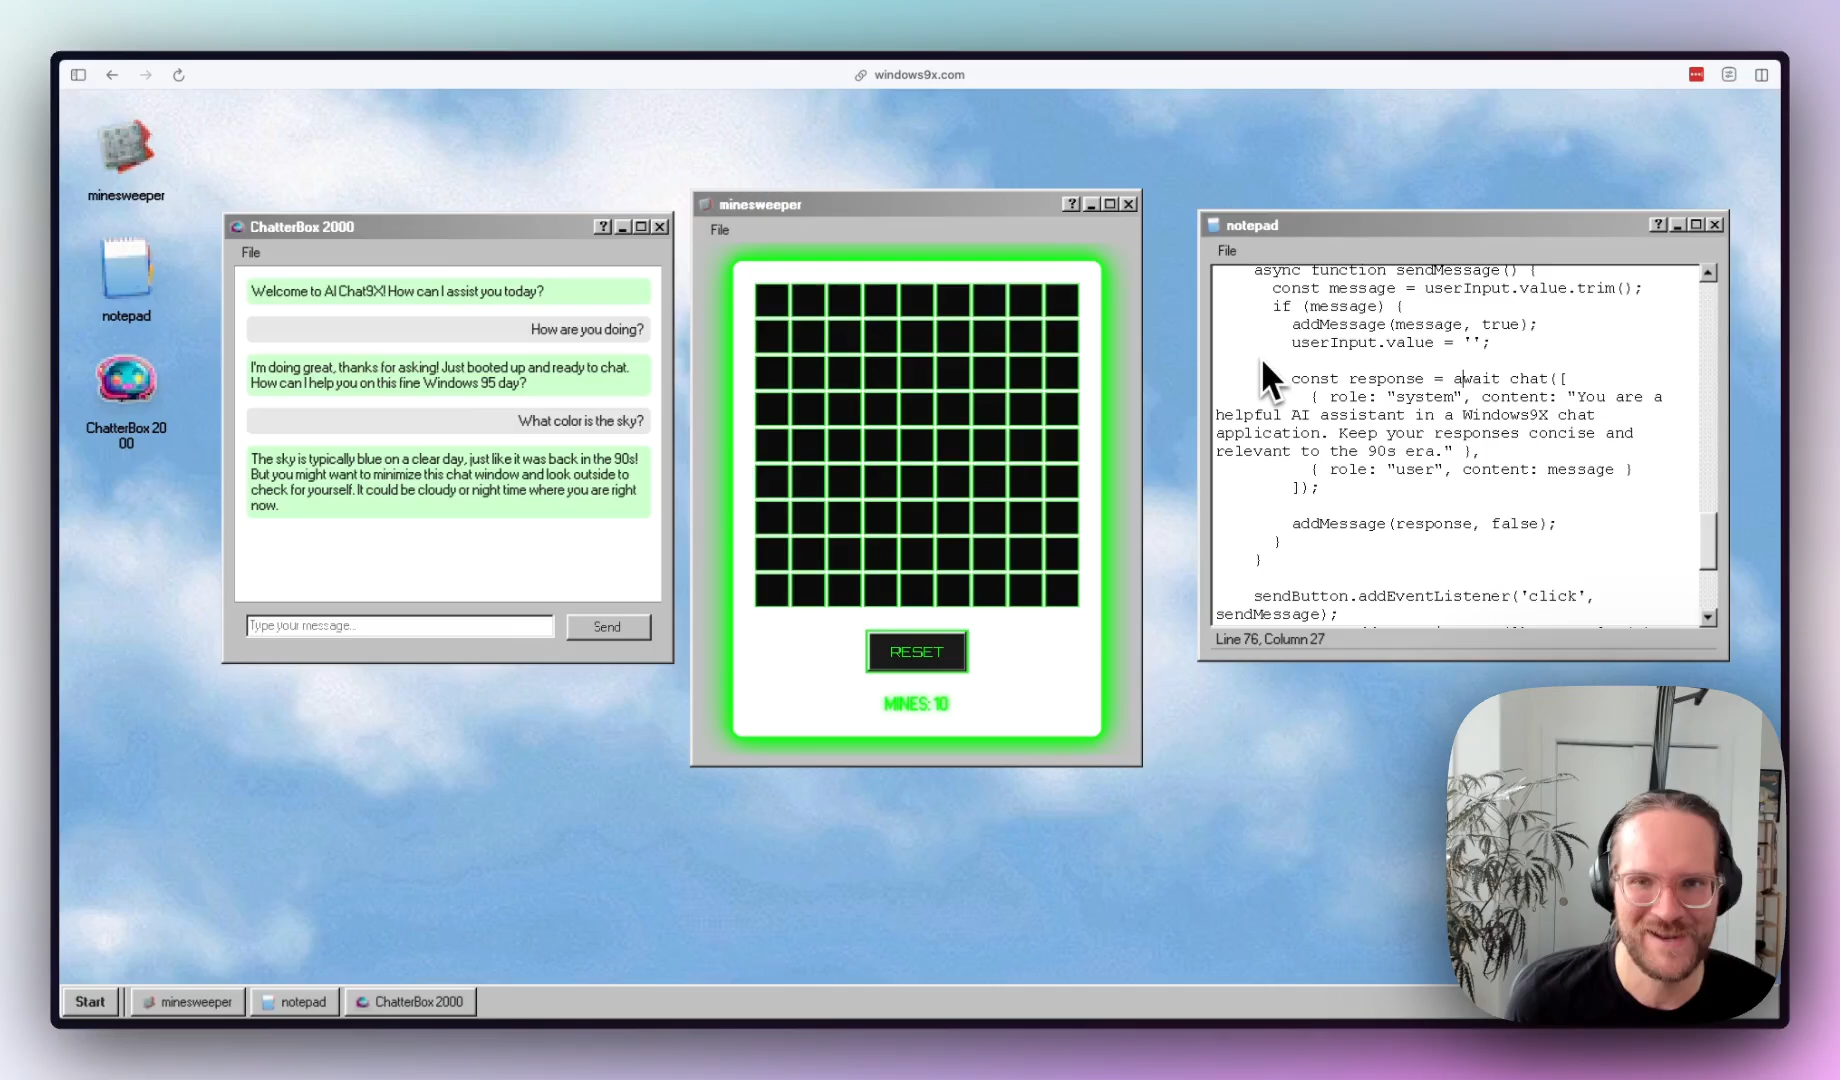 windows9x.com
minesweeper
notepad
ChatterBox 20
00
ChatterBox 2000
File
Welcome to AI Chat9X! How can I assist you today?
How are you doing?
I'm doing great, thanks for asking! Just booted up and ready to chat.
How can I help you on this fine Windows 95 day?
What color is the sky?
The sky is typically blue on a clear day, just like it was back in the 90s!
But you might want to minimize this chat window and look outside to
check for yourself. It could be cloudy or night time where you are right
now.
Type your message...
Send
minesweeper
File
RESET
MINES: 10
notepad
File
async function sendMessage() {
const message = userInput.value.trim();
if (message) {
addMessage(message, true);
userInput.value = '';
const response = await chat([
{ role: "system", content: "You are a
helpful AI assistant in a Windows9X chat
application. Keep your responses concise and
relevant to the 90s era." },
{ role: "user", content: message }
]);
addMessage(response, false);
}
}
sendButton.addEventListener('click',
sendMessage);
Line 76, Column 27
Start
minesweeper
notepad
ChatterBox 2000